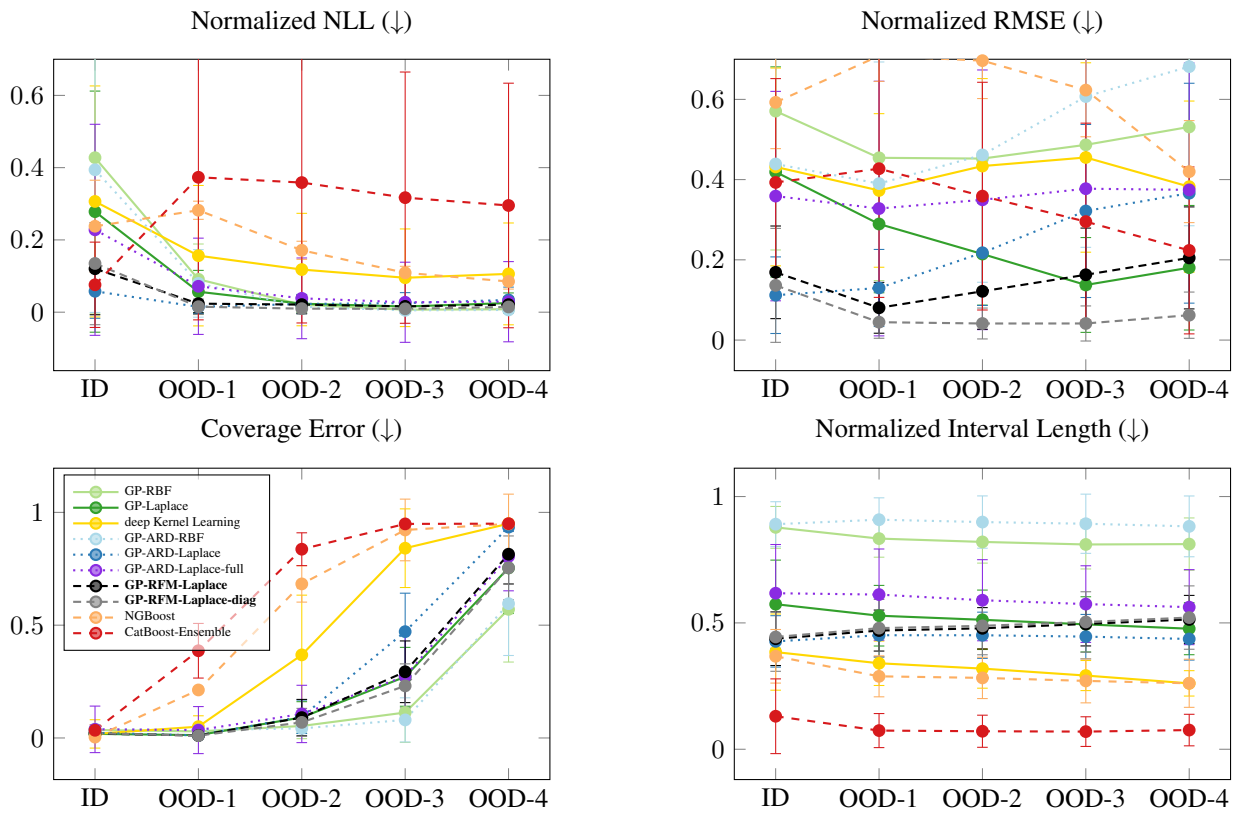 Normalized NLL (↓)
0.6
0.4
0.2
0
ID OOD-1 OOD-2 OOD-3 OOD-4
Normalized RMSE (↓)
0.6
0.4
0.2
0
ID OOD-1 OOD-2 OOD-3 OOD-4
Coverage Error (↓)
1
0.5
0
GP-RBF
GP-Laplace
deep Kernel Learning
GP-ARD-RBF
GP-ARD-Laplace
GP-ARD-Laplace-full
GP-RFM-Laplace
GP-RFM-Laplace-diag
NGBoost
CatBoost-Ensemble
ID OOD-1 OOD-2 OOD-3 OOD-4
Normalized Interval Length (↓)
1
0.5
0
ID OOD-1 OOD-2 OOD-3 OOD-4